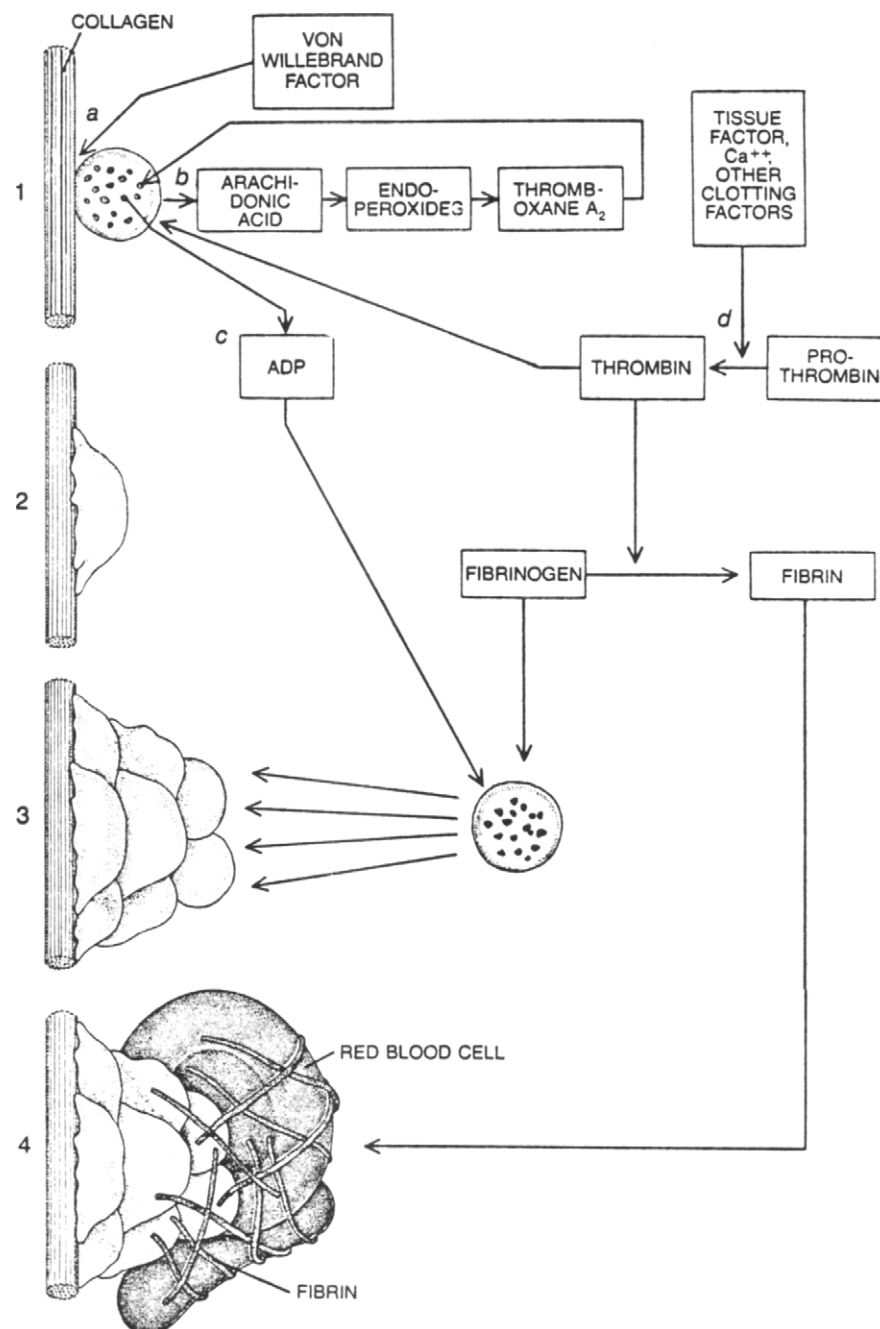 COLLAGEN
VON
WILLEBRAND
FACTOR
a
TISSUE
FACTOR,
Ca++,
OTHER
CLOTTING
FACTORS
1
b
ARACHI-
DONIC
ACID
ENDO-
PEROXIDES
THROMB-
OXANE A2
c
ADP
d
THROMBIN
PRO-
THROMBIN
2
FIBRINOGEN
FIBRIN
3
RED BLOOD CELL
4
FIBRIN